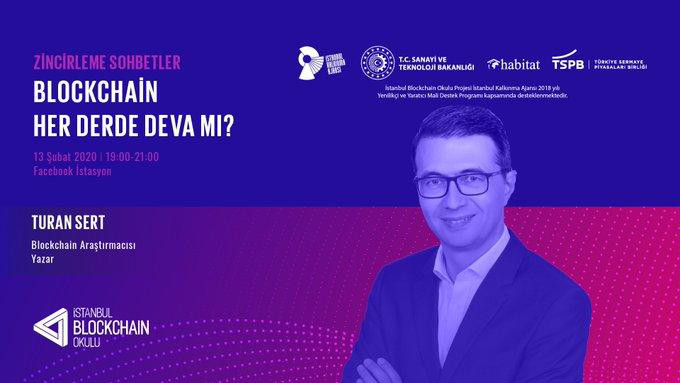 ZİNCİRLEME SOHBETLER
BLOCKCHAIN
HER DERDE DEVA MI?
13 Şubat 2020 | 19:00-21:00
Facebook İstasyon
İSTANBUL
KALKINMA
AJANSI
T.C. SANAYİ VE
TEKNOLOJİ BAKANLIĞI
habitat
TSPB
TÜRKİYE SERMAYE
PİYASALARI BİRLİĞİ
İstanbul Blockchain Okulu Projesi İstanbul Kalkınma Ajansı 2018 yılı
Yenilikçi ve Yaratıcı Mali Destek Programı kapsamında desteklenmektedir.
TURAN SERT
Blockchain Araştırmacısı
Yazar
İSTANBUL
BLOCKCHAIN
OKULU